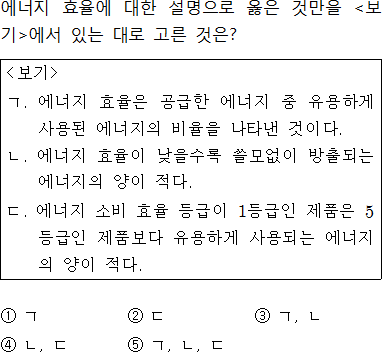 에너지 효율에 대한 설명으로 옳은 것만을 <보
기>에서 있는 대로 고른 것은?
<보기>
ㄱ. 에너지 효율은 공급한 에너지 중 유용하게
사용된 에너지의 비율을 나타낸 것이다.
ㄴ. 에너지 효율이 낮을수록 쓸모없이 방출되는
에너지의 양이 적다.
ㄷ. 에너지 소비 효율 등급이 1등급인 제품은 5
등급인 제품보다 유용하게 사용되는 에너지
의 양이 적다.
① ㄱ ② ㄷ ③ ㄱ, ㄴ
④ ㄴ, ㄷ ⑤ ㄱ, ㄴ, ㄷ